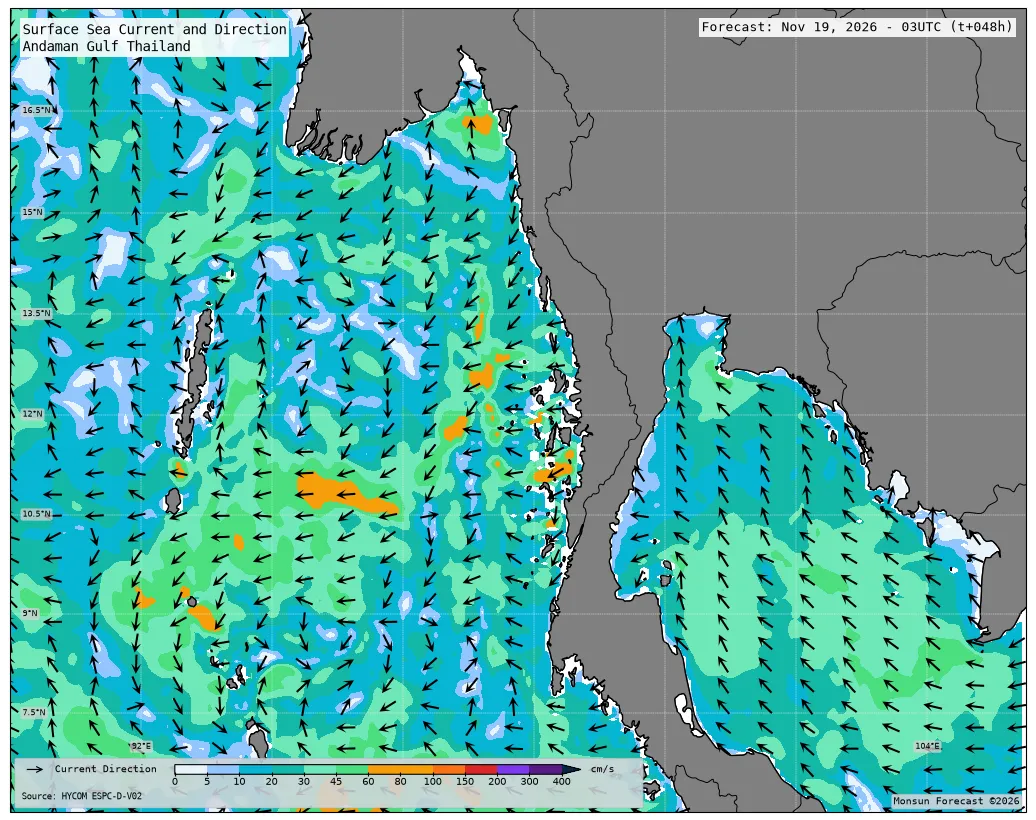 Surface Sea Current and Direction
Andaman Gulf Thailand
Forecast: Nov 19, 2026 - 03UTC (t+048h)
16.5°N
15°N
13.5°N
12°N
10.5°N
9°N
7.5°N
92°E
104°E
Current Direction
0 5 10 20 30 45 60 80 100 150 200 300 400 cm/s
Source: HYCOM ESPC-D-V02
Monsun Forecast ©2026